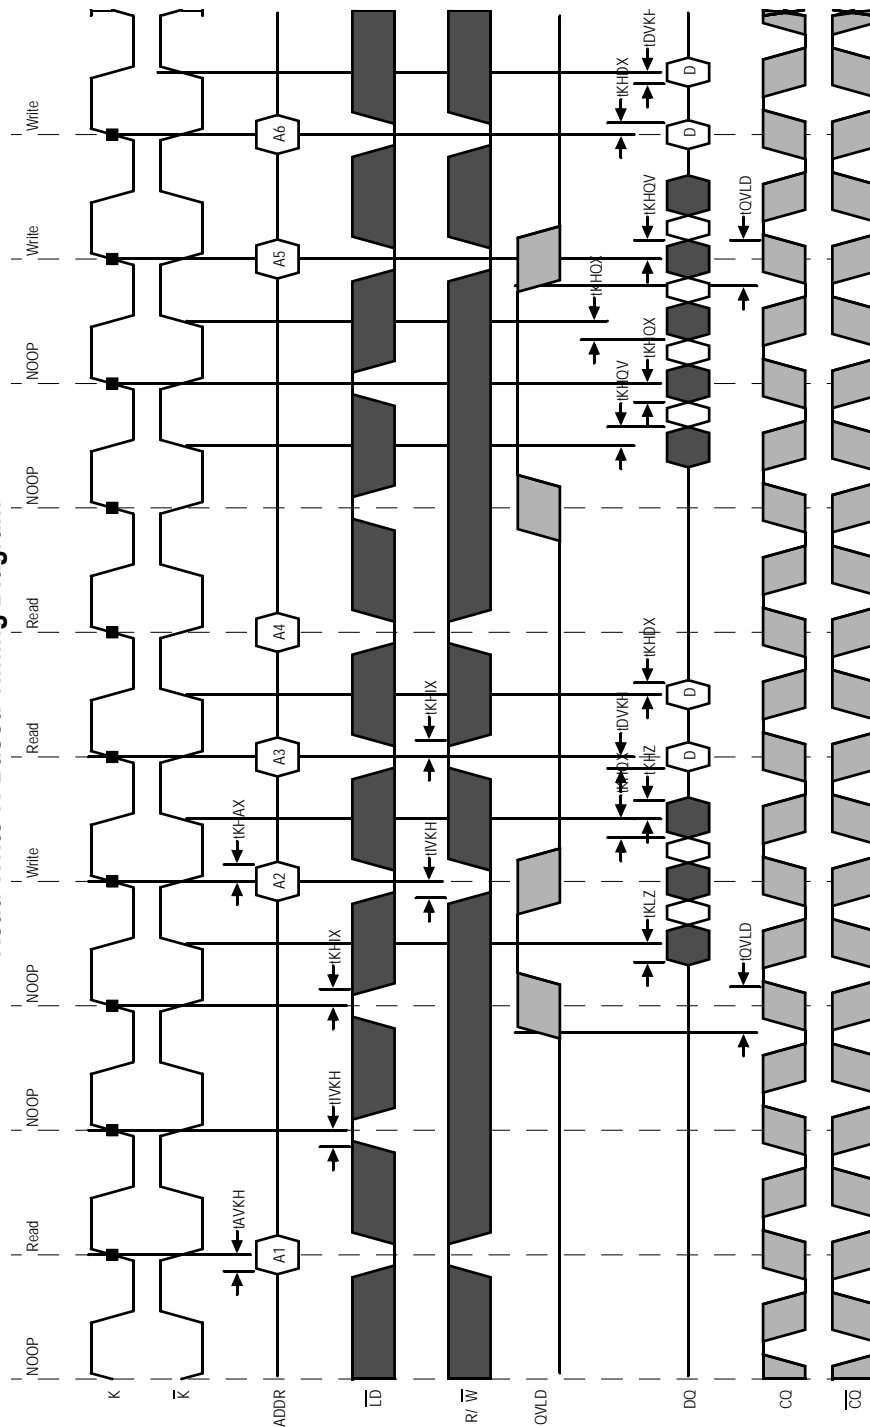 NOOP Read NOOP NOOP Write Read Read NOOP NOOP Write Write
K
K̅
tAVKH tKHAX
ADDR A1 A2 A3 A4 A5 A6
tIVKH tKHIX
L̅D̅
tIVKH tKHIX
R/ W̅
QVLD
tKHQX
tKHQX tDVKH tKHQV tKHDX
tKLZ tKHZ tKHDX tKHQX tKHQV tDVKH
DQ D D D D
tQVLD tQVLD
CQ
C̅Q̅